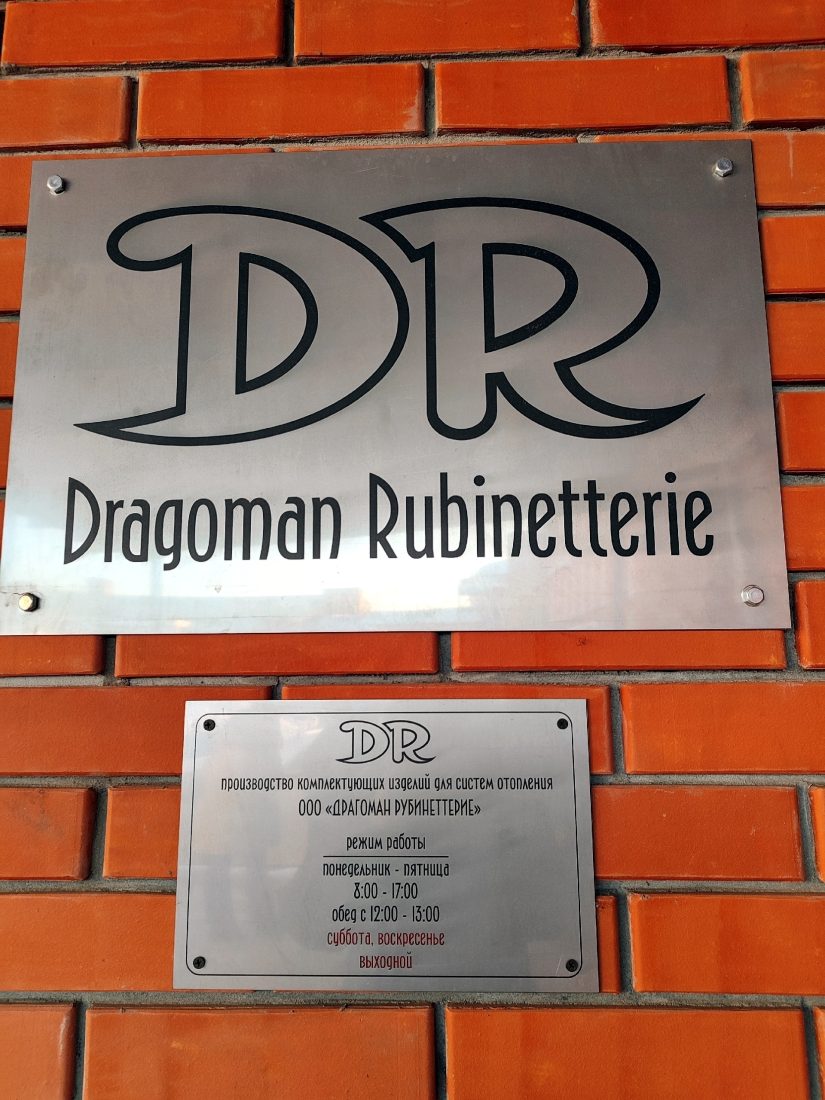 DR
Dragoman Rubinetterie
DR
производство комплектующих изделий для систем отопления
ООО «ДРАГОМАН РУБИНЕТТЕРИЕ»
режим работы
понедельник - пятница
8:00 - 17:00
обед с 12:00 - 13:00
суббота, воскресенье
выходной